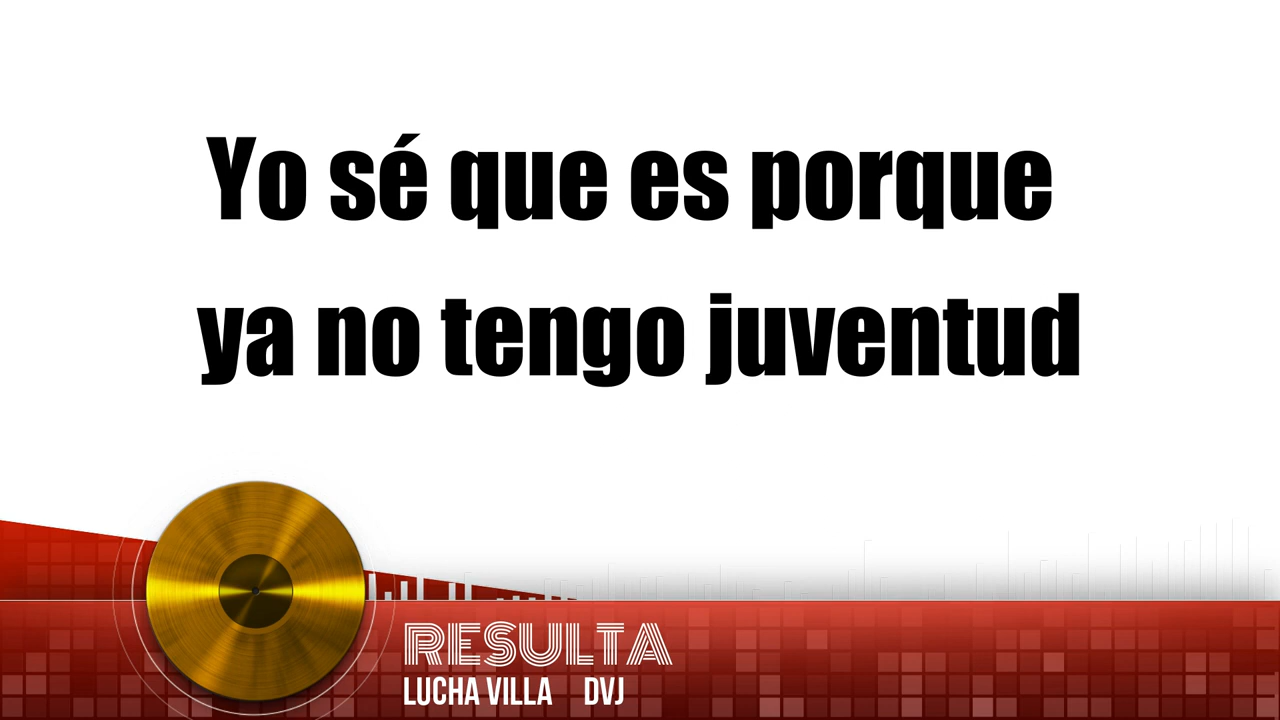 Yo sé que es porque
ya no tengo juventud
RESULTA
LUCHA VILLA DVJ